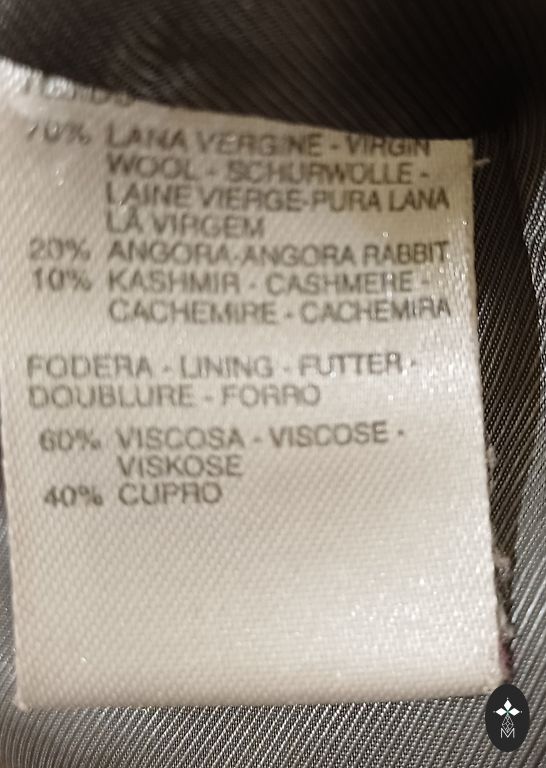 70% LANA VERGINE - VIRGIN
WOOL - SCHURWOLLE -
LAINE VIERGE-PURA LANA
LÃ VIRGEM
20% ANGORA-ANGORA RABBIT
10% KASHMIR - CASHMERE -
CACHEMIRE - CACHEMIRA
FODERA - LINING - FUTTER -
DOUBLURE - FORRO
60% VISCOSA - VISCOSE -
VISKOSE
40% CUPRO
M